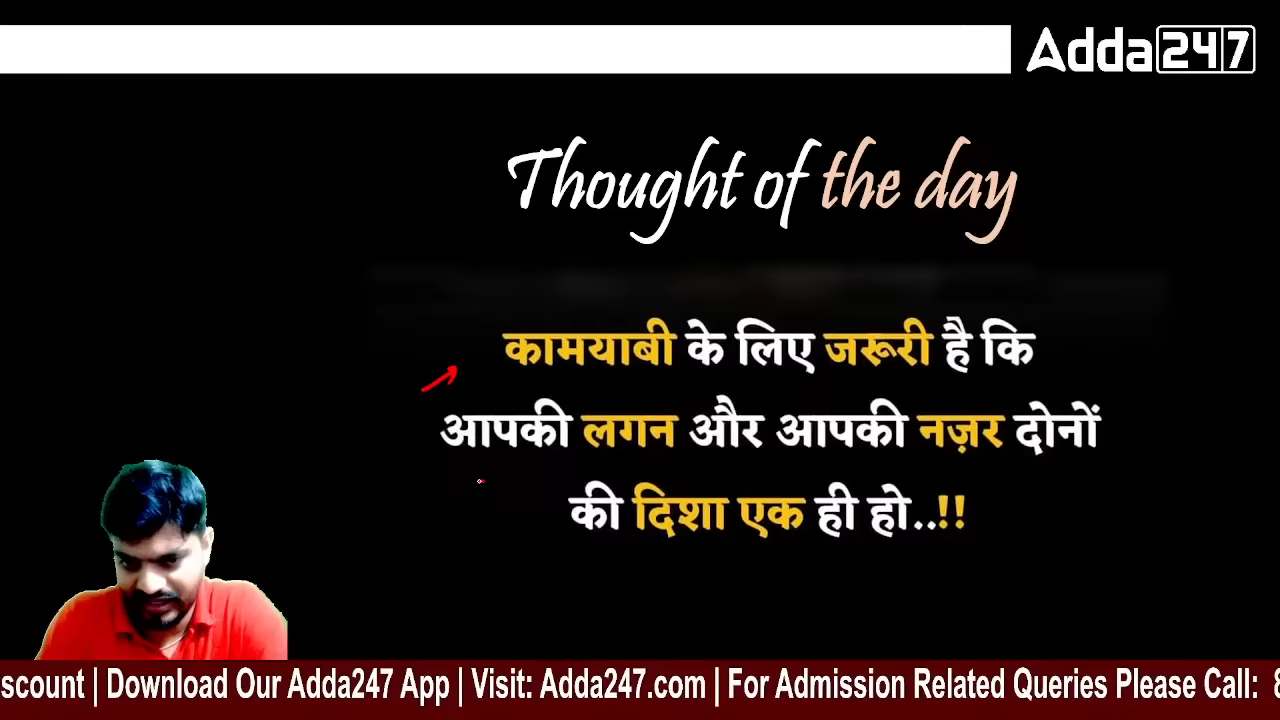 Adda247
Thought of the day
कामयाबी के लिए जरूरी है कि
आपकी लगन और आपकी नज़र दोनों
की दिशा एक ही हो..!!
scount | Download Our Adda247 App | Visit: Adda247.com | For Admission Related Queries Please Call: